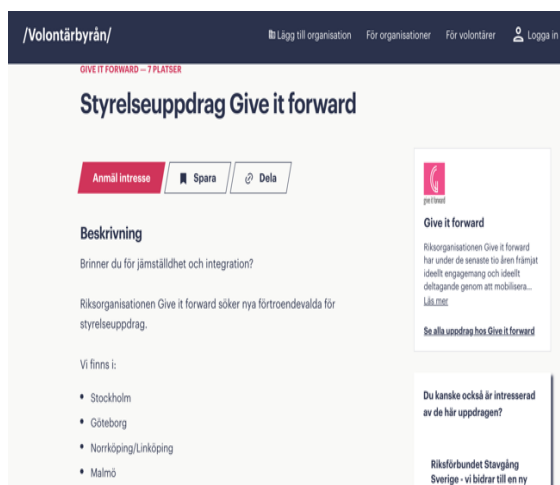 /Volontärbyrån/
Lägg till organisation
För organisationer
För volontärer
Logga in
GIVE IT FORWARD – 7 PLATSER
Styrelseuppdrag Give it forward
Anmäl intresse
Spara
Dela
Beskrivning
Brinner du för jämställdhet och integration?
Riksorganisationen Give it forward söker nya förtroendevalda för
styrelseuppdrag.
Vi finns i:
• Stockholm
• Göteborg
• Norrköping/Linköping
• Malmö
give it forward
Give it forward
Riksorganisationen Give it forward
har under de senaste tio åren främjat
ideellt engagemang och ideellt
deltagande genom att mobilisera...
Läs mer
Se alla uppdrag hos Give it forward
Du kanske också är intresserad
av de här uppdragen?
Riksförbundet Stavgång
Sverige - vi bidrar till en ny